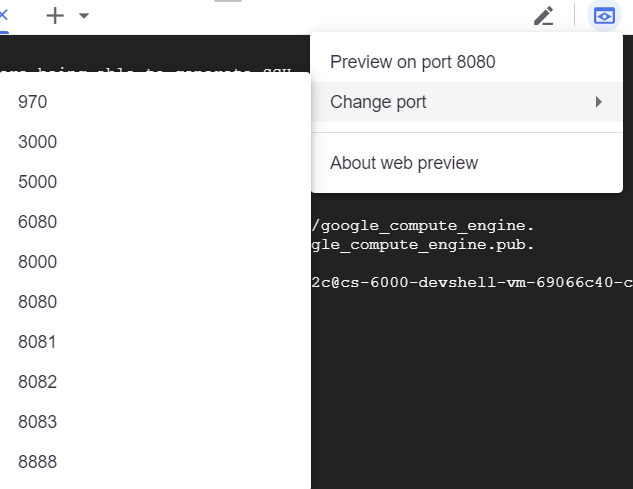 Preview on port 8080
Change port
About web preview
970
3000
5000
6080
8000
8080
8081
8082
8083
8888
/google_compute_engine.
gle_compute_engine.pub.
2c@cs-6000-devshell-vm-69066c40-c